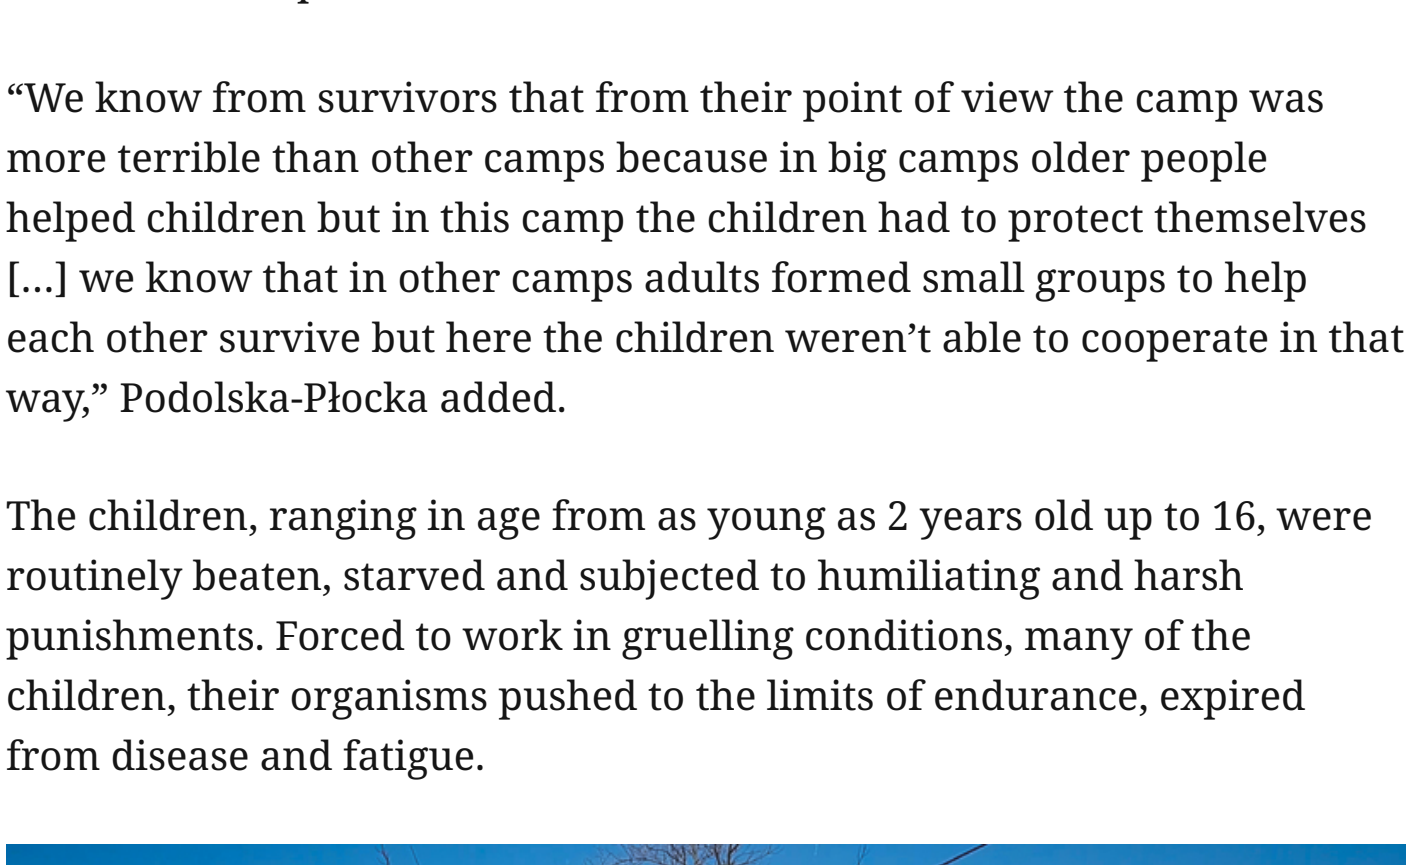 “We know from survivors that from their point of view the camp was
more terrible than other camps because in big camps older people
helped children but in this camp the children had to protect themselves
[…] we know that in other camps adults formed small groups to help
each other survive but here the children weren’t able to cooperate in that
way,” Podolska-Płocka added.
The children, ranging in age from as young as 2 years old up to 16, were
routinely beaten, starved and subjected to humiliating and harsh
punishments. Forced to work in gruelling conditions, many of the
children, their organisms pushed to the limits of endurance, expired
from disease and fatigue.